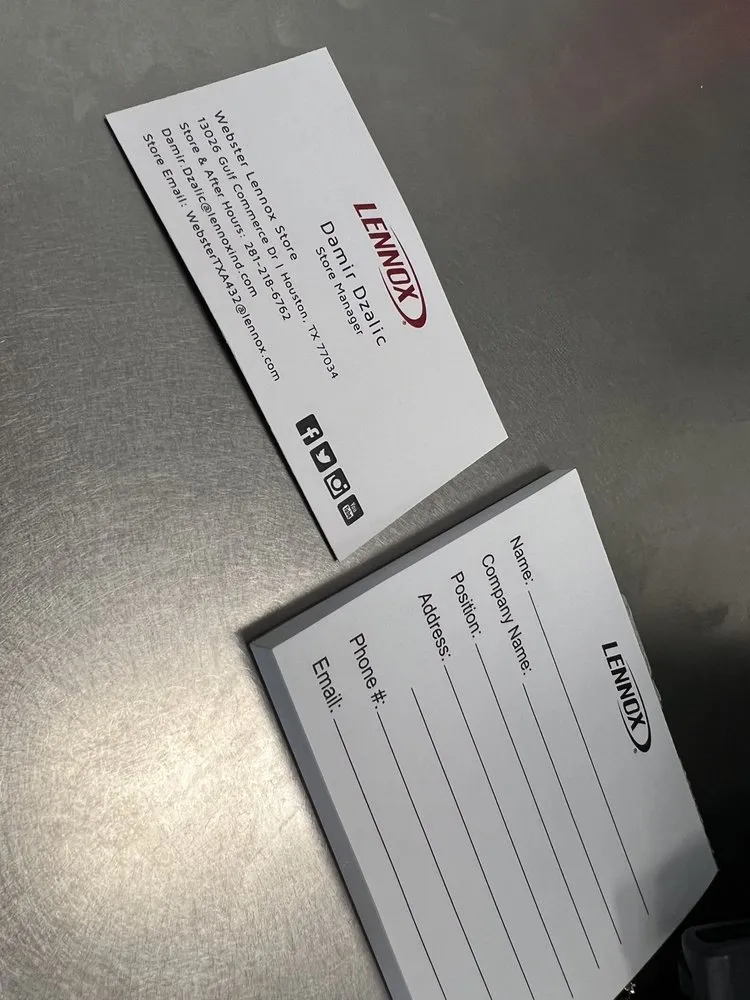 LENNOX
Damir Dzalic
Store Manager
Webster Lennox Store
13026 Gulf Commerce Dr | Houston, TX 77034
Store & After Hours: 281-218-6762
Damir.Dzalic@lennoxind.com
Store Email: WebsterTXA432@lennox.com
You Tube
LENNOX
Name:
Company Name:
Position:
Address:
Phone #:
Email: